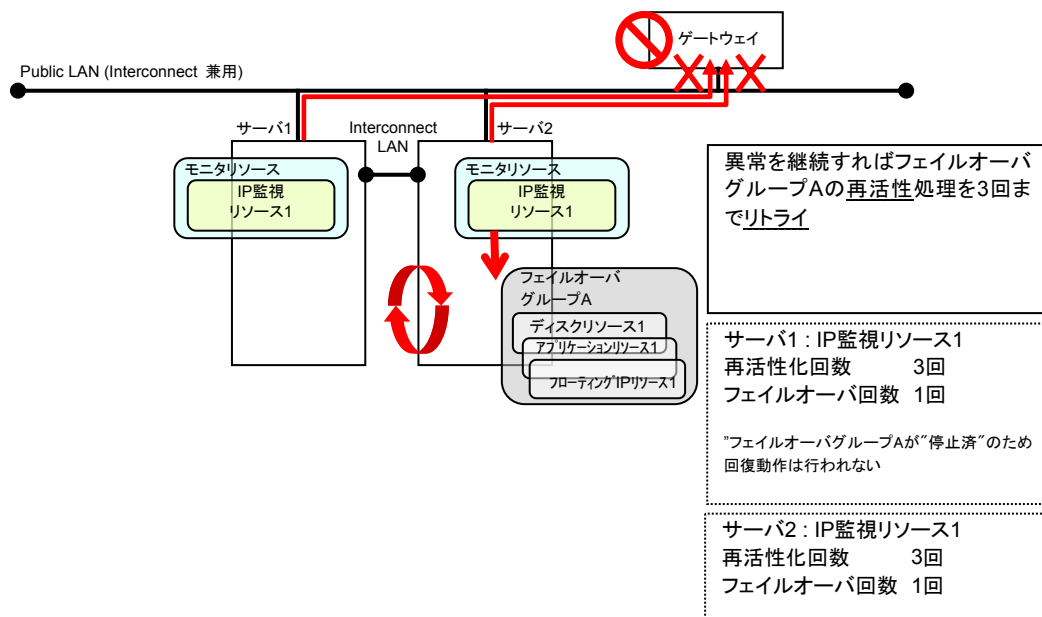 ゲートウェイ
Public LAN (Interconnect 兼用)
サーバ1
Interconnect
LAN
サーバ2
モニタリソース
IP監視
リソース1
モニタリソース
IP監視
リソース1
フェイルオーバ
グループA
ディスクリソース1
アプリケーションリソース1
フローティングIPリソース1
異常を継続すればフェイルオーバ
グループAの再活性処理を3回ま
でリトライ
サーバ1 : IP監視リソース1
再活性化回数 3回
フェイルオーバ回数 1回
”フェイルオーバグループAが”停止済”のため
回復動作は行われない
サーバ2 : IP監視リソース1
再活性化回数 3回
フェイルオーバ回数 1回